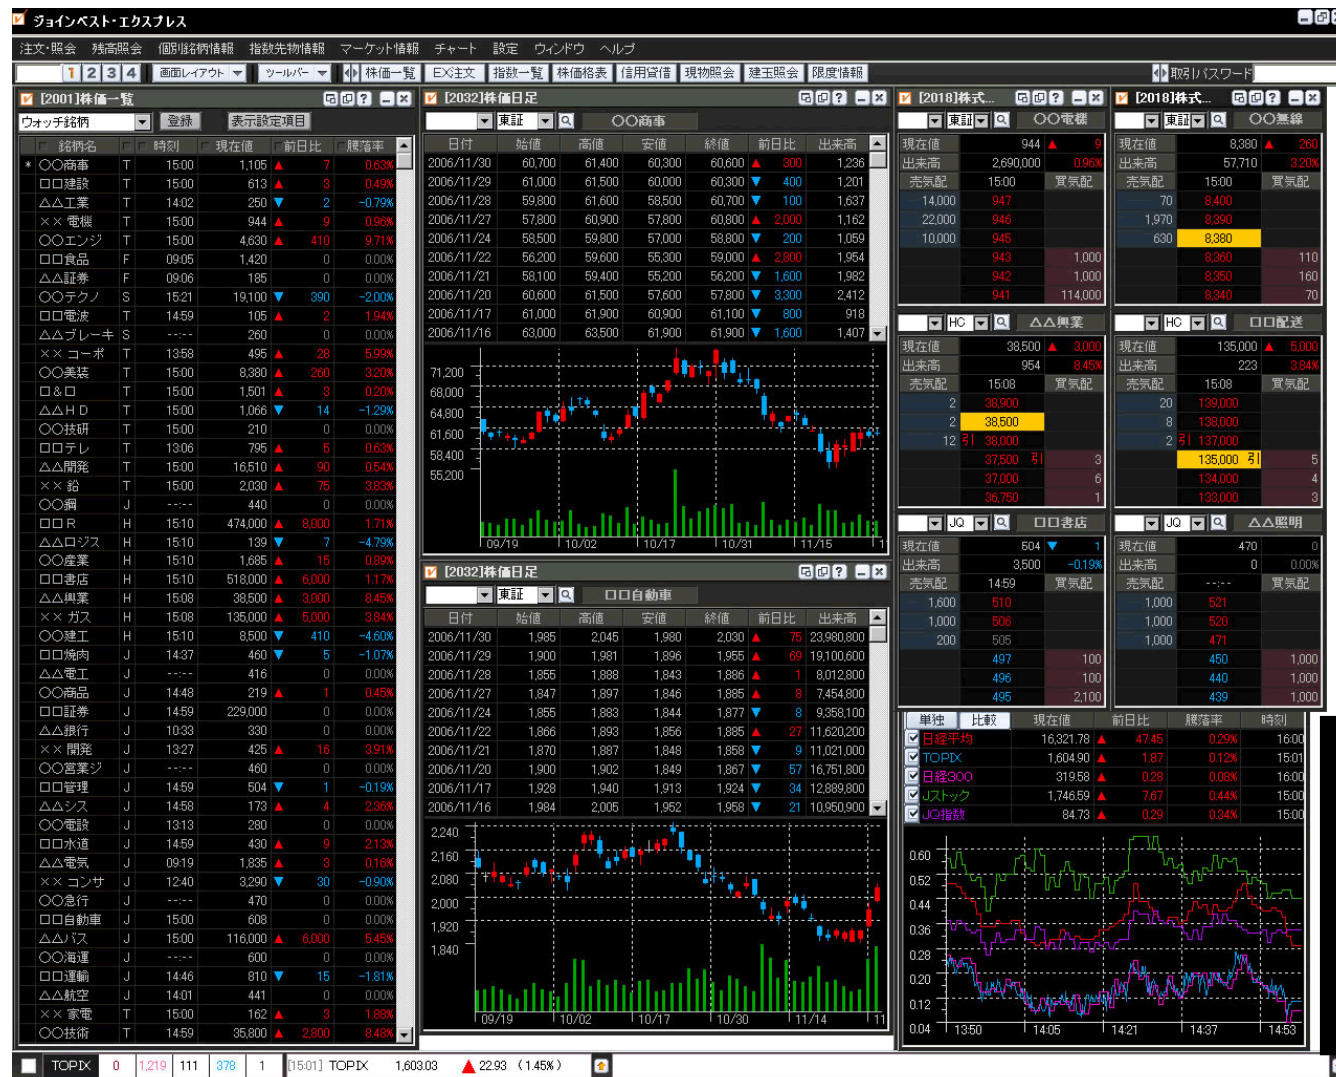 ジョインベスト・エクスプレス
注文・照会 残高照会 個別銘柄情報 指数先物情報 マーケット情報 チャート 設定 ウィンドウ ヘルプ
1 2 3 4 画面レイアウト ツールバー 株価一覧 EX注文 指数一覧 株価格表 信用貸借 現物照会 建玉照会 限度情報 取引パスワード
[2001]株価一覧
ウォッチ銘柄 登録 表示設定項目
銘柄名 時刻 現在値 前日比 騰落率
* 〇〇商事 T 15:00 1,105 ▲ 7 0.63%
□□建設 T 15:00 613 ▲ 3 0.49%
△△工業 T 14:02 250 ▼ 2 -0.79%
×× 電機 T 15:00 944 ▲ 9 0.96%
〇〇エンジ T 15:00 4,630 ▲ 410 9.71%
□□食品 F 09:05 1,420 0 0.00%
△△証券 F 09:06 185 0 0.00%
〇〇テクノ S 15:21 19,100 ▼ 390 -2.00%
□□電波 T 14:59 105 ▲ 2 1.94%
△△ブレーキ S --:-- 260 0 0.00%
×× コーポ T 13:58 495 ▲ 28 5.99%
〇〇美装 T 15:00 8,380 ▲ 260 3.20%
□&□ T 15:00 1,501 ▲ 3 0.20%
△△HD T 15:00 1,066 ▼ 14 -1.29%
〇〇技研 T 15:00 210 0 0.00%
□□テレ T 13:06 795 ▲ 5 0.63%
△△開発 T 15:00 16,510 ▲ 90 0.54%
×× 鉛 T 15:00 2,030 ▲ 75 3.83%
〇〇鋼 J --:-- 440 0 0.00%
□□R H 15:10 474,000 ▲ 8,000 1.71%
△△ロジス H 15:10 139 ▼ 7 -4.79%
〇〇産業 H 15:10 1,685 ▲ 15 0.89%
□□書店 H 15:10 518,000 ▲ 6,000 1.17%
△△興業 H 15:08 38,500 ▲ 3,000 8.45%
×× ガス H 15:08 135,000 ▲ 5,000 3.84%
〇〇建工 H 15:10 8,500 ▼ 410 -4.60%
□□焼肉 J 14:37 460 ▼ 5 -1.07%
△△電工 J --:-- 416 0 0.00%
〇〇商品 J 14:48 219 ▲ 1 0.45%
□□証券 J 14:59 229,000 0 0.00%
△△銀行 J 10:33 330 0 0.00%
×× 開発 J 13:27 425 ▲ 16 3.91%
〇〇営業ジ J --:-- 460 0 0.00%
□□管理 J 14:59 504 ▼ 1 -0.19%
△△シス J 14:58 173 ▲ 4 2.36%
〇〇電設 J 13:13 280 0 0.00%
□□水道 J 14:59 430 ▲ 9 2.13%
△△電気 J 09:19 1,835 ▲ 3 0.16%
×× コンサ J 12:40 3,290 ▼ 30 -0.90%
〇〇急行 J --:-- 470 0 0.00%
□□自動車 J 15:00 608 0 0.00%
△△バス J 15:00 116,000 ▲ 6,000 5.45%
〇〇海運 J --:-- 600 0 0.00%
□□運輸 J 14:46 810 ▼ 15 -1.81%
△△航空 J 14:01 441 0 0.00%
×× 家電 T 15:00 162 ▲ 3 1.88%
〇〇技術 T 14:59 35,800 ▲ 2,800 8.48%
[2032]株価日足
東証 〇〇商事
日付 始値 高値 安値 終値 前日比 出来高
2006/11/30 60,700 61,400 60,300 60,600 ▲ 300 1,236
2006/11/29 61,000 61,500 60,000 60,300 ▼ 400 1,201
2006/11/28 59,800 61,600 58,500 60,700 ▼ 100 1,637
2006/11/27 57,800 60,900 57,800 60,800 ▲ 2,000 1,162
2006/11/24 58,500 59,800 57,000 58,800 ▼ 200 1,059
2006/11/22 56,200 59,600 55,300 59,000 ▲ 2,800 1,954
2006/11/21 58,100 59,400 55,200 56,200 ▼ 1,600 1,982
2006/11/20 60,600 61,500 57,600 57,800 ▼ 3,300 2,412
2006/11/17 61,000 61,900 60,900 61,100 ▼ 800 918
2006/11/16 63,000 63,500 61,900 61,900 ▼ 1,600 1,407
71,200
68,000
64,800
61,600
58,400
55,200
09/19 10/02 10/17 10/31 11/15 1
[2032]株価日足
東証 □□自動車
日付 始値 高値 安値 終値 前日比 出来高
2006/11/30 1,985 2,045 1,980 2,030 ▲ 75 23,980,800
2006/11/29 1,900 1,981 1,896 1,955 ▲ 69 19,100,600
2006/11/28 1,855 1,888 1,843 1,886 ▲ 1 8,012,800
2006/11/27 1,847 1,897 1,846 1,885 ▲ 8 7,454,800
2006/11/24 1,855 1,883 1,844 1,877 ▼ 8 9,358,100
2006/11/22 1,866 1,893 1,856 1,885 ▲ 27 11,620,200
2006/11/21 1,870 1,887 1,848 1,858 ▼ 9 11,021,000
2006/11/20 1,900 1,902 1,849 1,867 ▼ 57 16,751,800
2006/11/17 1,928 1,940 1,913 1,924 ▼ 34 12,889,800
2006/11/16 1,984 2,005 1,952 1,958 ▼ 21 10,950,900
2,240
2,160
2,080
2,000
1,920
1,840
09/19 10/02 10/17 10/30 11/14 11
[2018]株式...
東証 〇〇電機
現在値 944 ▲ 9
出来高 2,690,000 0.96%
売気配 15:00 買気配
14,000 947
22,000 946
10,000 945
943 1,000
942 1,000
941 114,000
HC △△興業
現在値 38,500 ▲ 3,000
出来高 954 8.45%
売気配 15:08 買気配
2 38,900
2 38,500
12 引 38,000
37,500 引 3
37,000 6
36,750 1
JQ □□書店
現在値 504 ▼ 1
出来高 3,500 -0.19%
売気配 14:59 買気配
1,600 510
1,000 506
200 505
497 100
496 100
495 2,100
[2018]株式...
東証 〇〇無線
現在値 8,380 ▲ 260
出来高 57,710 3.20%
売気配 15:00 買気配
70 8,400
1,970 8,390
630 8,380
8,360 110
8,350 160
8,340 70
HC □□配送
現在値 135,000 ▲ 5,000
出来高 223 3.84%
売気配 15:08 買気配
20 139,000
8 138,000
2 引 137,000
135,000 引 5
134,000 4
133,000 3
JQ △△照明
現在値 470 0
出来高 0 0.00%
売気配 --:-- 買気配
1,000 521
1,000 520
1,000 471
450 1,000
440 1,000
439 1,000
単独 比較 現在値 前日比 騰落率 時刻
日経平均 16,321.78 ▲ 47.45 0.29% 16:00
TOPIX 1,604.90 ▲ 1.87 0.12% 15:01
日経300 319.58 ▲ 0.28 0.08% 16:00
Jストック 1,746.59 ▲ 7.67 0.44% 15:00
JQ指数 84.73 ▲ 0.29 0.34% 15:00
0.60
0.52
0.44
0.36
0.28
0.20
0.12
0.04
13:50 14:05 14:21 14:37 14:53
TOPIX 0 1,219 111 378 1 [15:01] TOPIX 1,603.03 ▲ 22.93 (1.45%)